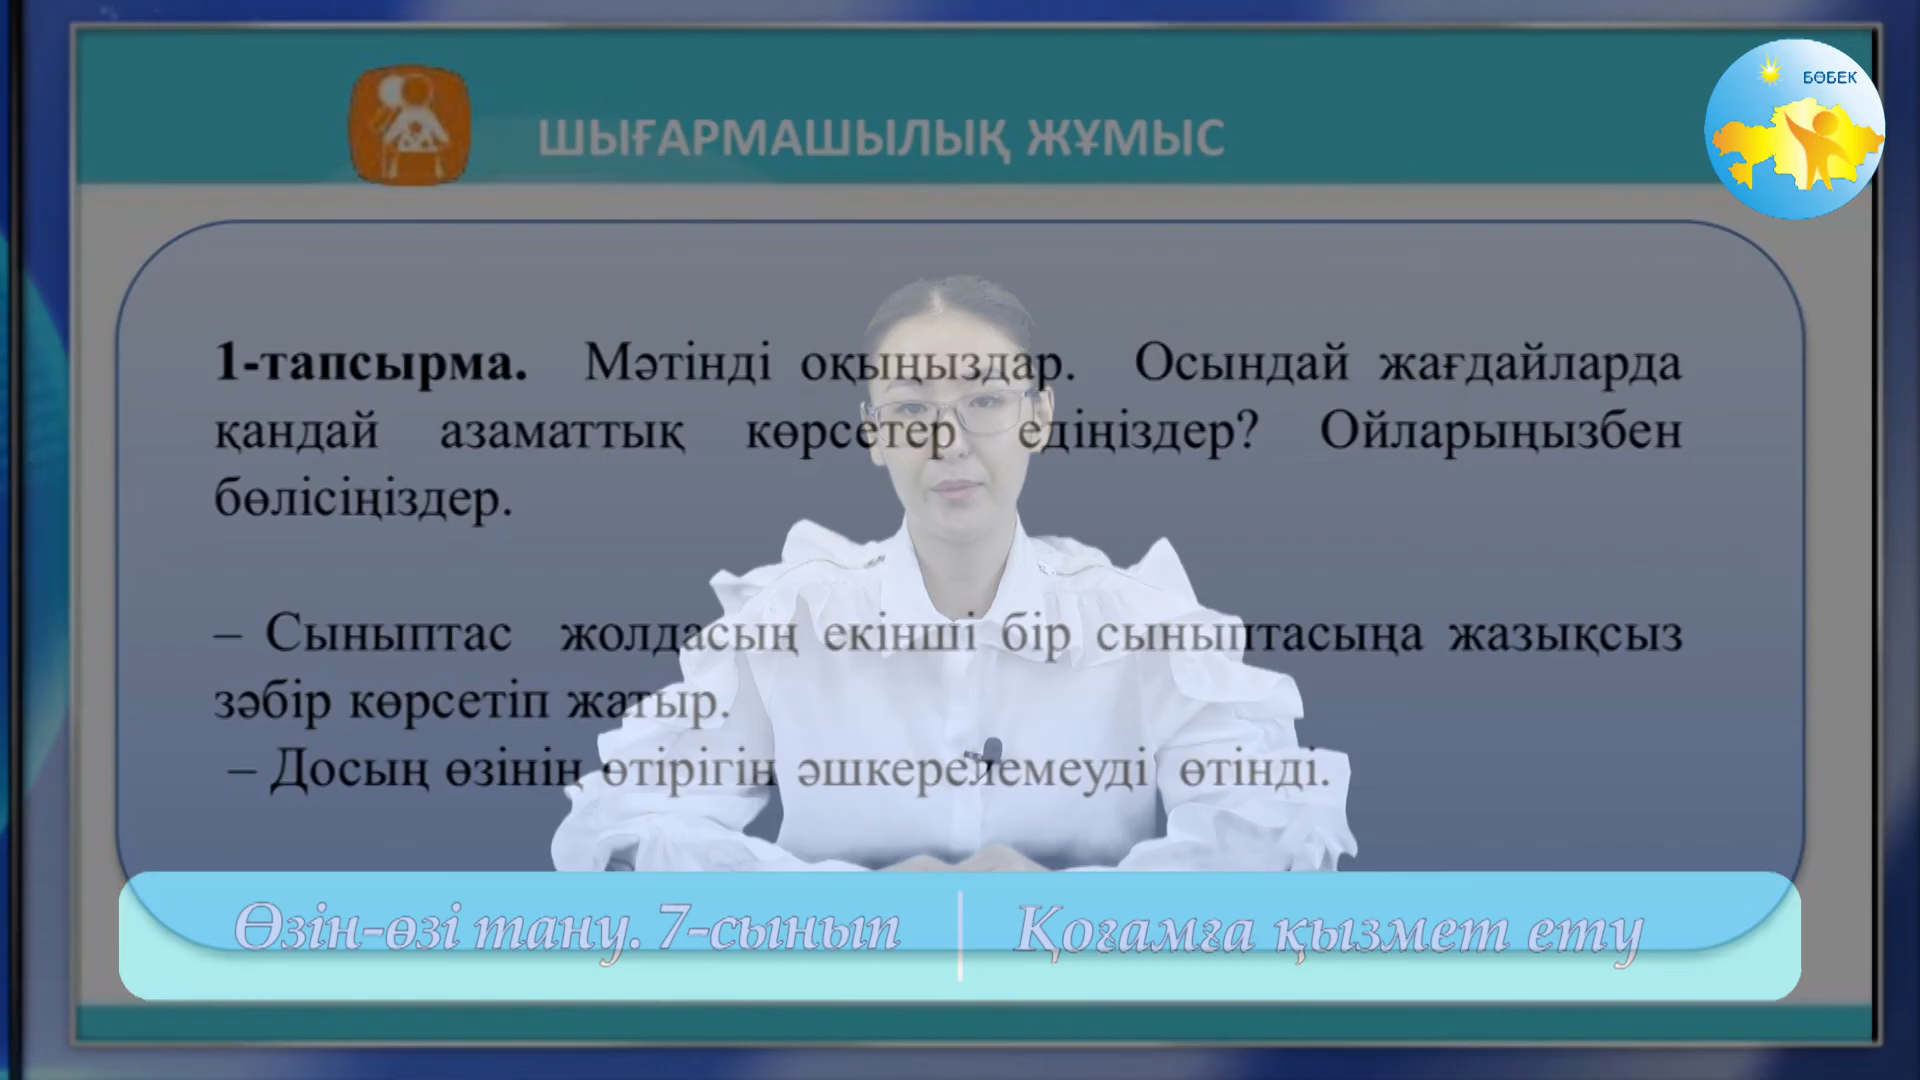 БӨБЕК
ШЫҒАРМАШЫЛЫҚ ЖҰМЫС
1-тапсырма. Мәтінді оқыңыздар. Осындай жағдайларда
қандай азаматтық көрсетер едіңіздер? Ойларыңызбен
бөлісіңіздер.
– Сыныптас жолдасың екінші бір сыныптасыңа жазықсыз
зәбір көрсетіп жатыр.
– Досың өзінің өтірігін әшкерелемеуді өтінді.
Өзін-өзі тану. 7-сынып
Қоғамға қызмет ету